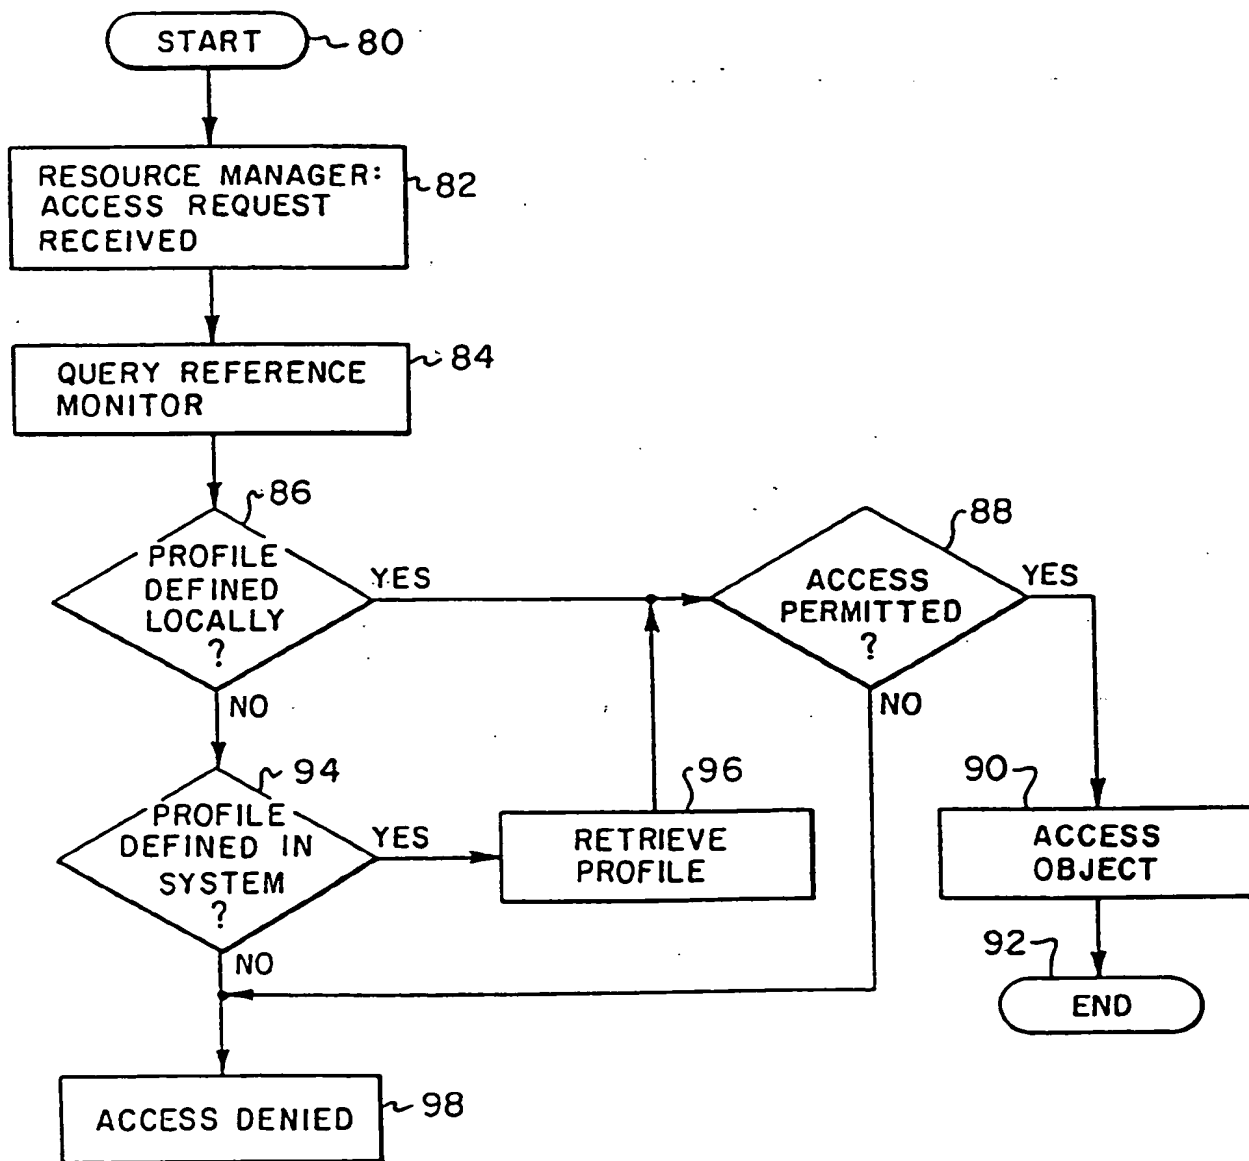 START
80
RESOURCE MANAGER:
ACCESS REQUEST
RECEIVED
82
QUERY REFERENCE
MONITOR
84
86
PROFILE
DEFINED
LOCALLY
?
YES
NO
88
ACCESS
PERMITTED
?
YES
NO
94
PROFILE
DEFINED IN
SYSTEM
?
YES
NO
96
RETRIEVE
PROFILE
90
ACCESS
OBJECT
92
END
ACCESS DENIED
98